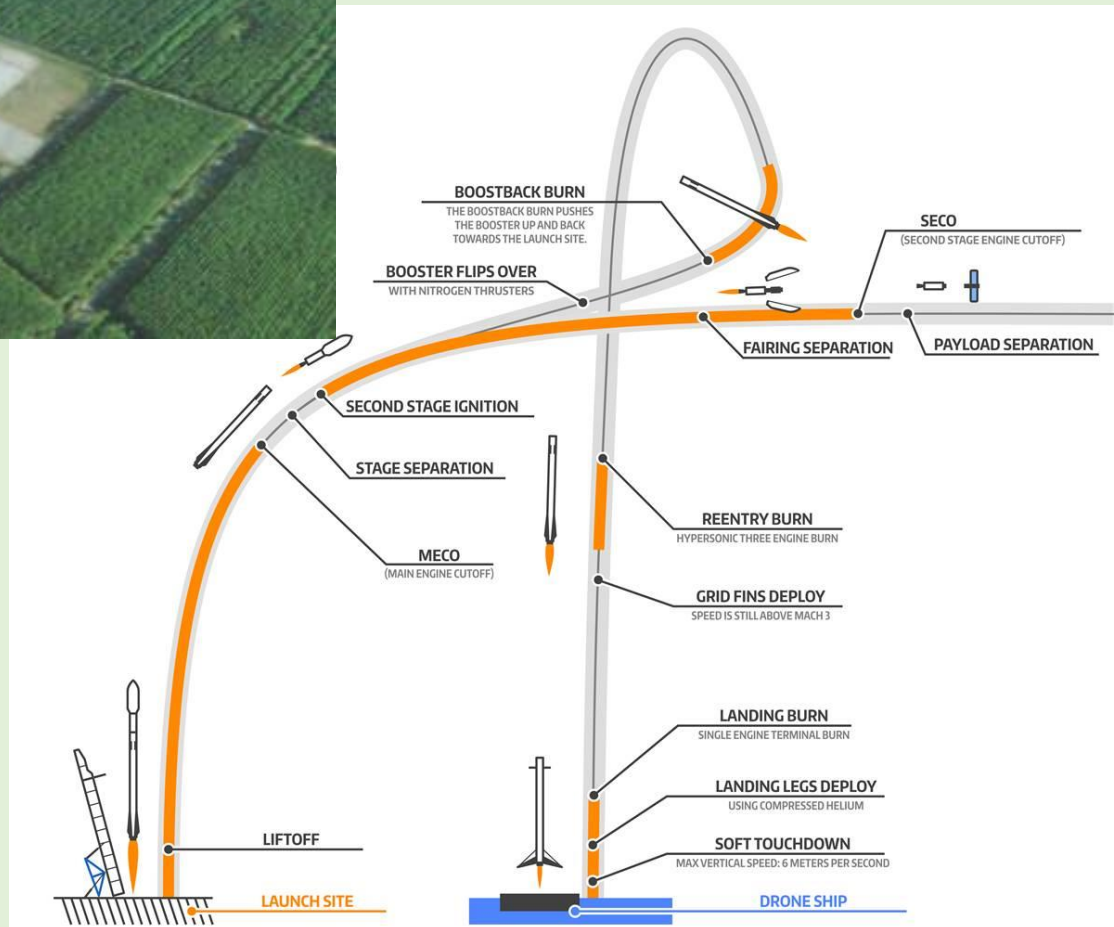 BOOSTBACK BURN
THE BOOSTBACK BURN PUSHES
THE BOOSTER UP AND BACK
TOWARDS THE LAUNCH SITE.
SECO
(SECOND STAGE ENGINE CUTOFF)
BOOSTER FLIPS OVER
WITH NITROGEN THRUSTERS
FAIRING SEPARATION
PAYLOAD SEPARATION
SECOND STAGE IGNITION
STAGE SEPARATION
REENTRY BURN
HYPERSONIC THREE ENGINE BURN
MECO
(MAIN ENGINE CUTOFF)
GRID FINS DEPLOY
SPEED IS STILL ABOVE MACH 3
LANDING BURN
SINGLE ENGINE TERMINAL BURN
LANDING LEGS DEPLOY
USING COMPRESSED HELIUM
LIFTOFF
SOFT TOUCHDOWN
MAX VERTICAL SPEED: 6 METERS PER SECOND
LAUNCH SITE
DRONE SHIP